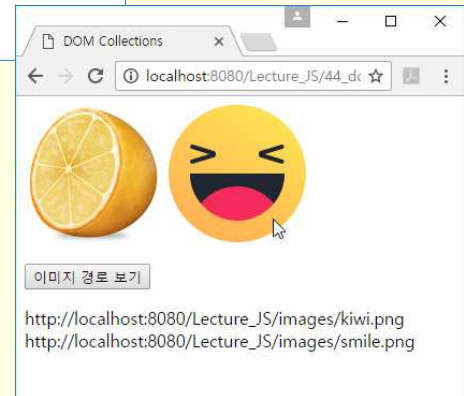 DOM Collections
localhost:8080/Lecture_JS/44_dc
이미지 경로 보기
http://localhost:8080/Lecture_JS/images/kiwi.png
http://localhost:8080/Lecture_JS/images/smile.png